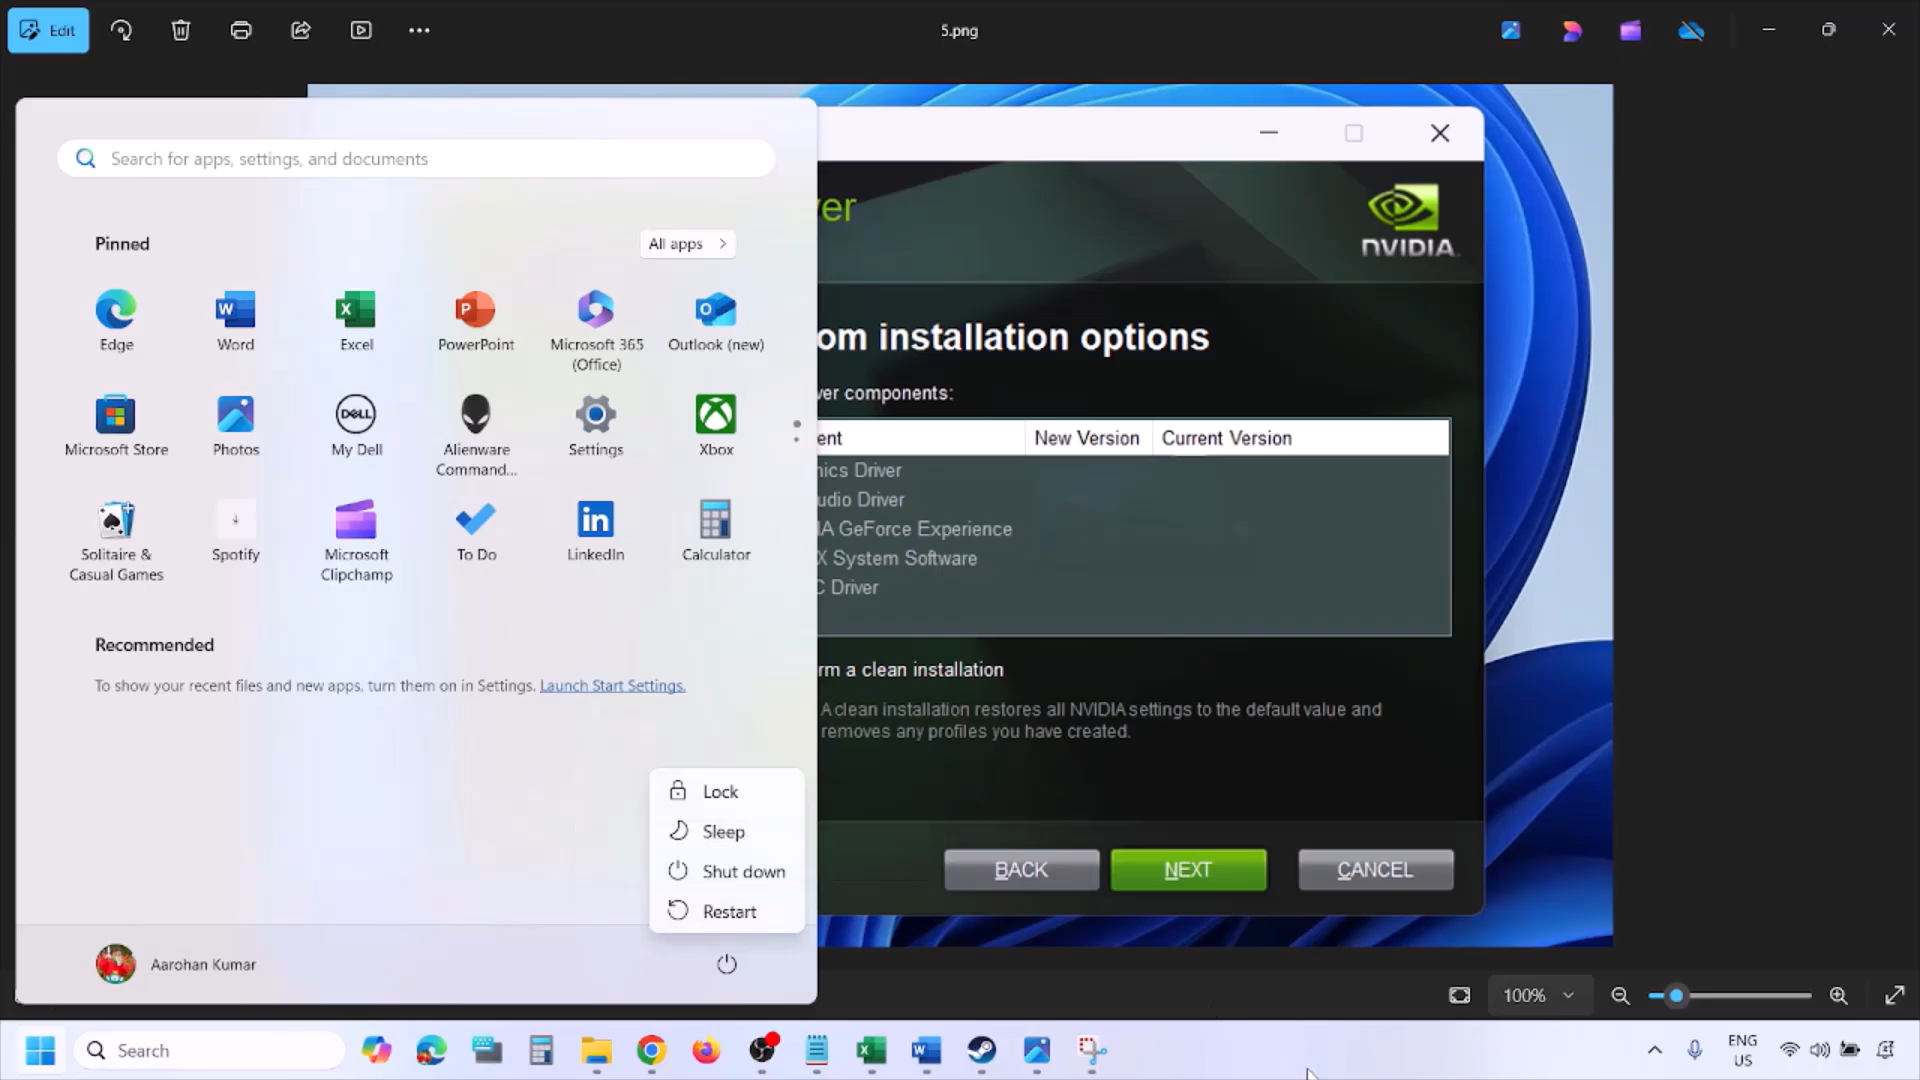 Edit
5.png
Search for apps, settings, and documents
Pinned
All apps
Edge
Word
Excel
PowerPoint
Microsoft 365
(Office)
Outlook (new)
Microsoft Store
Photos
My Dell
Alienware
Command...
Settings
Xbox
Solitaire &
Casual Games
Spotify
Microsoft
Clipchamp
To Do
LinkedIn
Calculator
Recommended
To show your recent files and new apps, turn them on in Settings. Launch Start Settings.
Lock
Sleep
Shut down
Restart
Aarohan Kumar
ver
NVIDIA
om installation options
ver components:
ent New Version Current Version
hics Driver
udio Driver
IA GeForce Experience
X System Software
C Driver
rm a clean installation
A clean installation restores all NVIDIA settings to the default value and
removes any profiles you have created.
BACK
NEXT
CANCEL
100%
Search
ENG
US